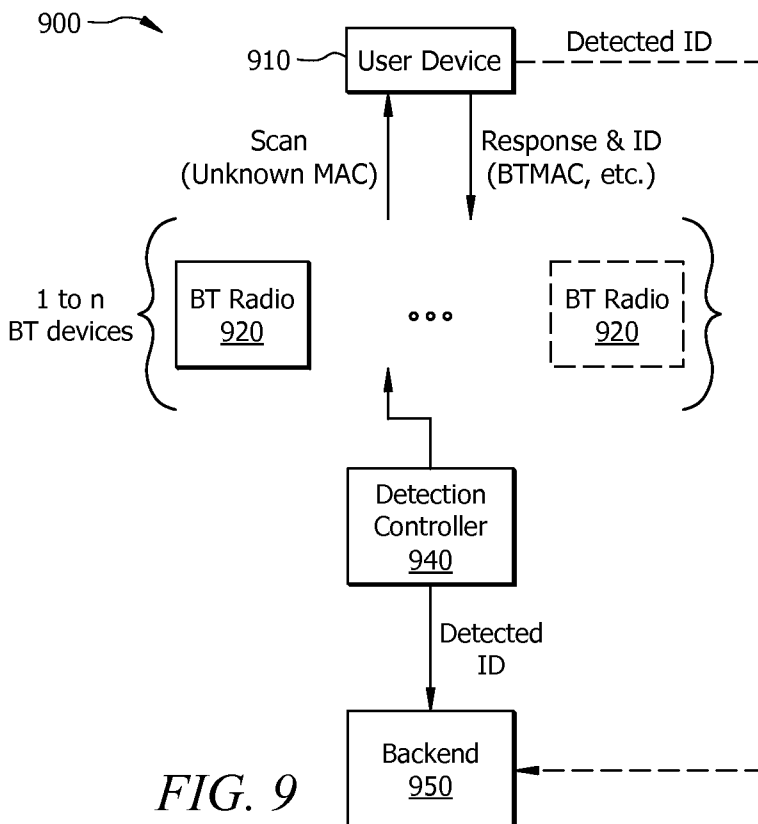 900
910
User Device
Detected ID
Scan
(Unknown MAC)
Response & ID
(BTMAC, etc.)
1 to n
BT devices
BT Radio
920
BT Radio
920
Detection
Controller
940
Detected
ID
Backend
950
FIG. 9